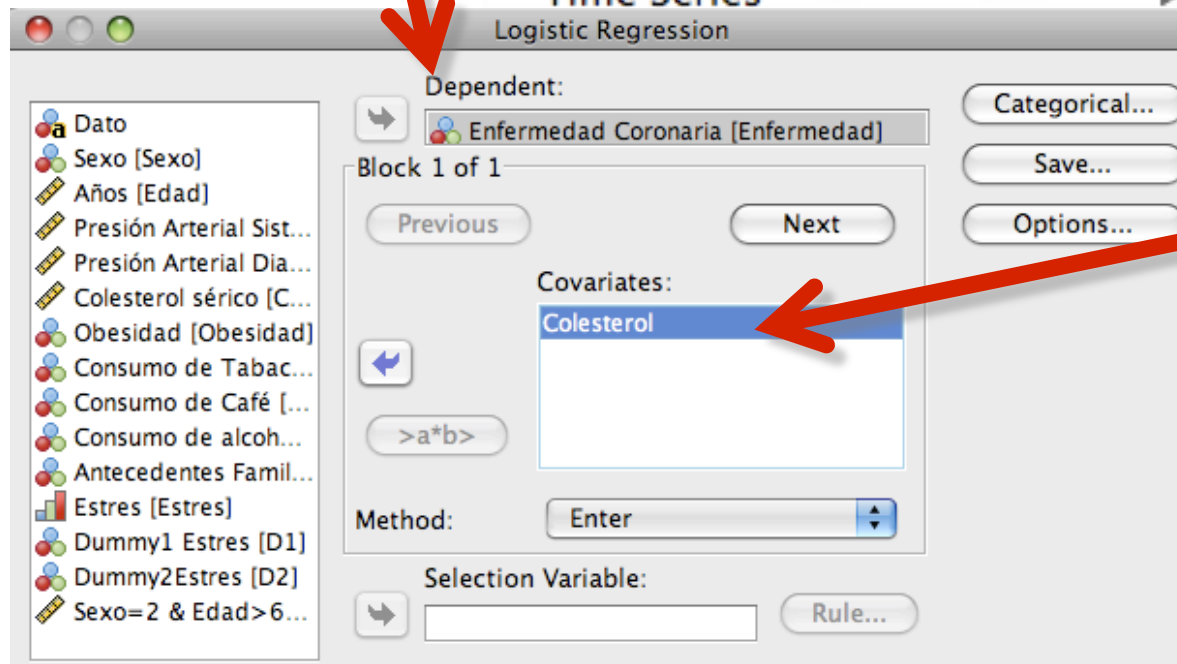 Time Series
Logistic Regression
Dato
Sexo [Sexo]
Años [Edad]
Presión Arterial Sist...
Presión Arterial Dia...
Colesterol sérico [C...
Obesidad [Obesidad]
Consumo de Tabac...
Consumo de Café [...
Consumo de alcoh...
Antecedentes Famil...
Estres [Estres]
Dummy1 Estres [D1]
Dummy2Estres [D2]
Sexo=2 & Edad>6...
Dependent:
Enfermedad Coronaria [Enfermedad]
Block 1 of 1
Previous
Next
Covariates:
Colesterol
>a*b>
Method:
Enter
Selection Variable:
Rule...
Categorical...
Save...
Options...